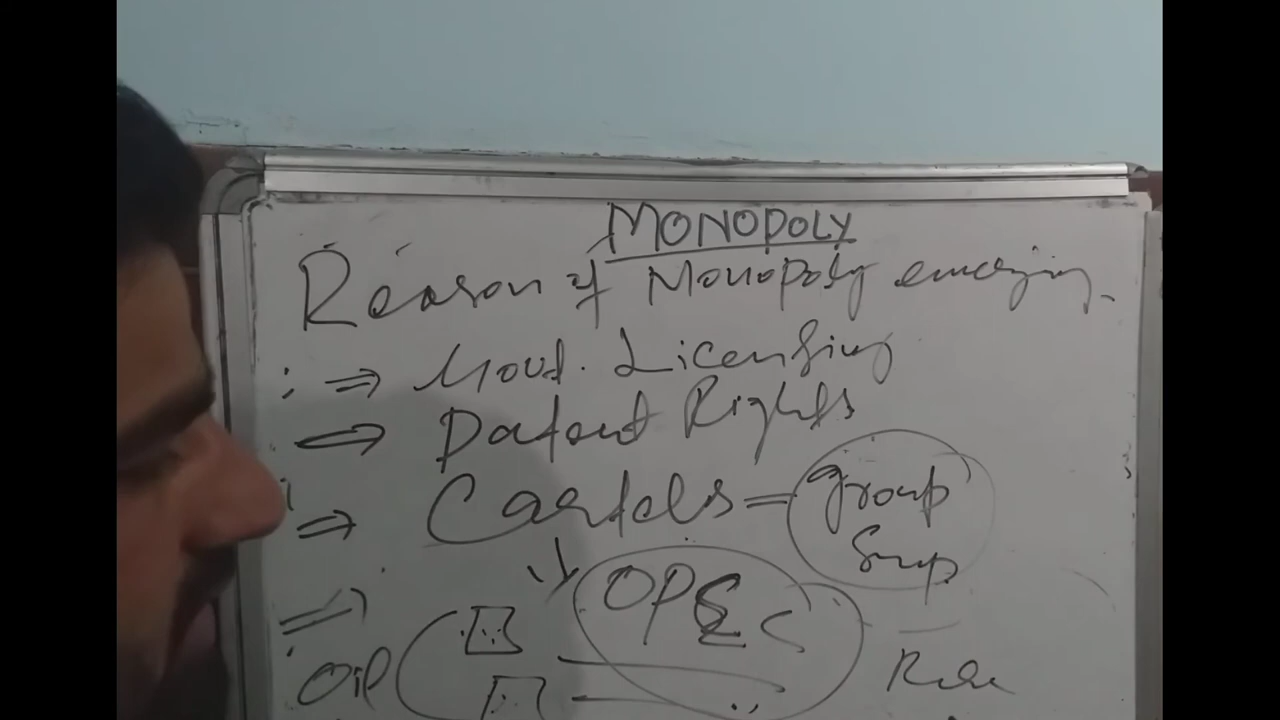 MONOPOLY
Reason of Monopoly emerging
⇒ Govt. Licensing
⇒ Patent Rights
⇒ Cartels = group
OPEC
Oil